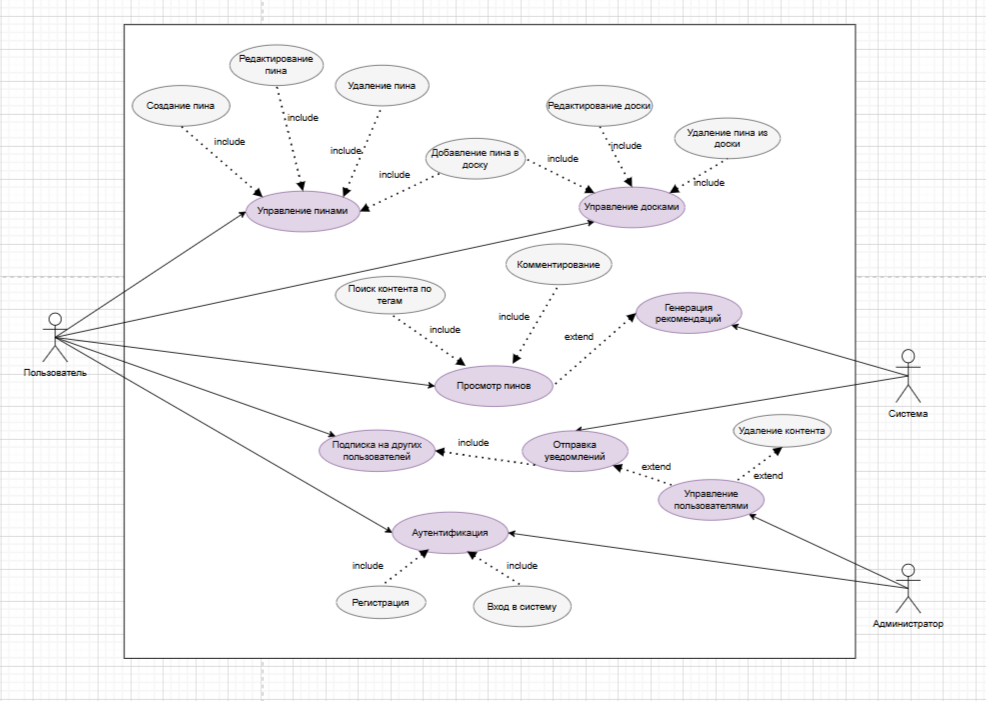 Редактирование
пина
Удаление пина
Создание пина
include
include
include
include
Добавление пина в
доску
Редактирование доски
Удаление пина из
доски
include
include
include
Управление пинами
Управление досками
Комментирование
Поиск контента по
тегам
include
include
extend
Генерация
рекомендаций
Просмотр пинов
Пользователь
Система
Подписка на других
пользователей
include
Отправка
уведомлений
Удаление контента
extend
extend
Управление
пользователями
Аутентификация
include
include
Регистрация
Вход в систему
Администратор